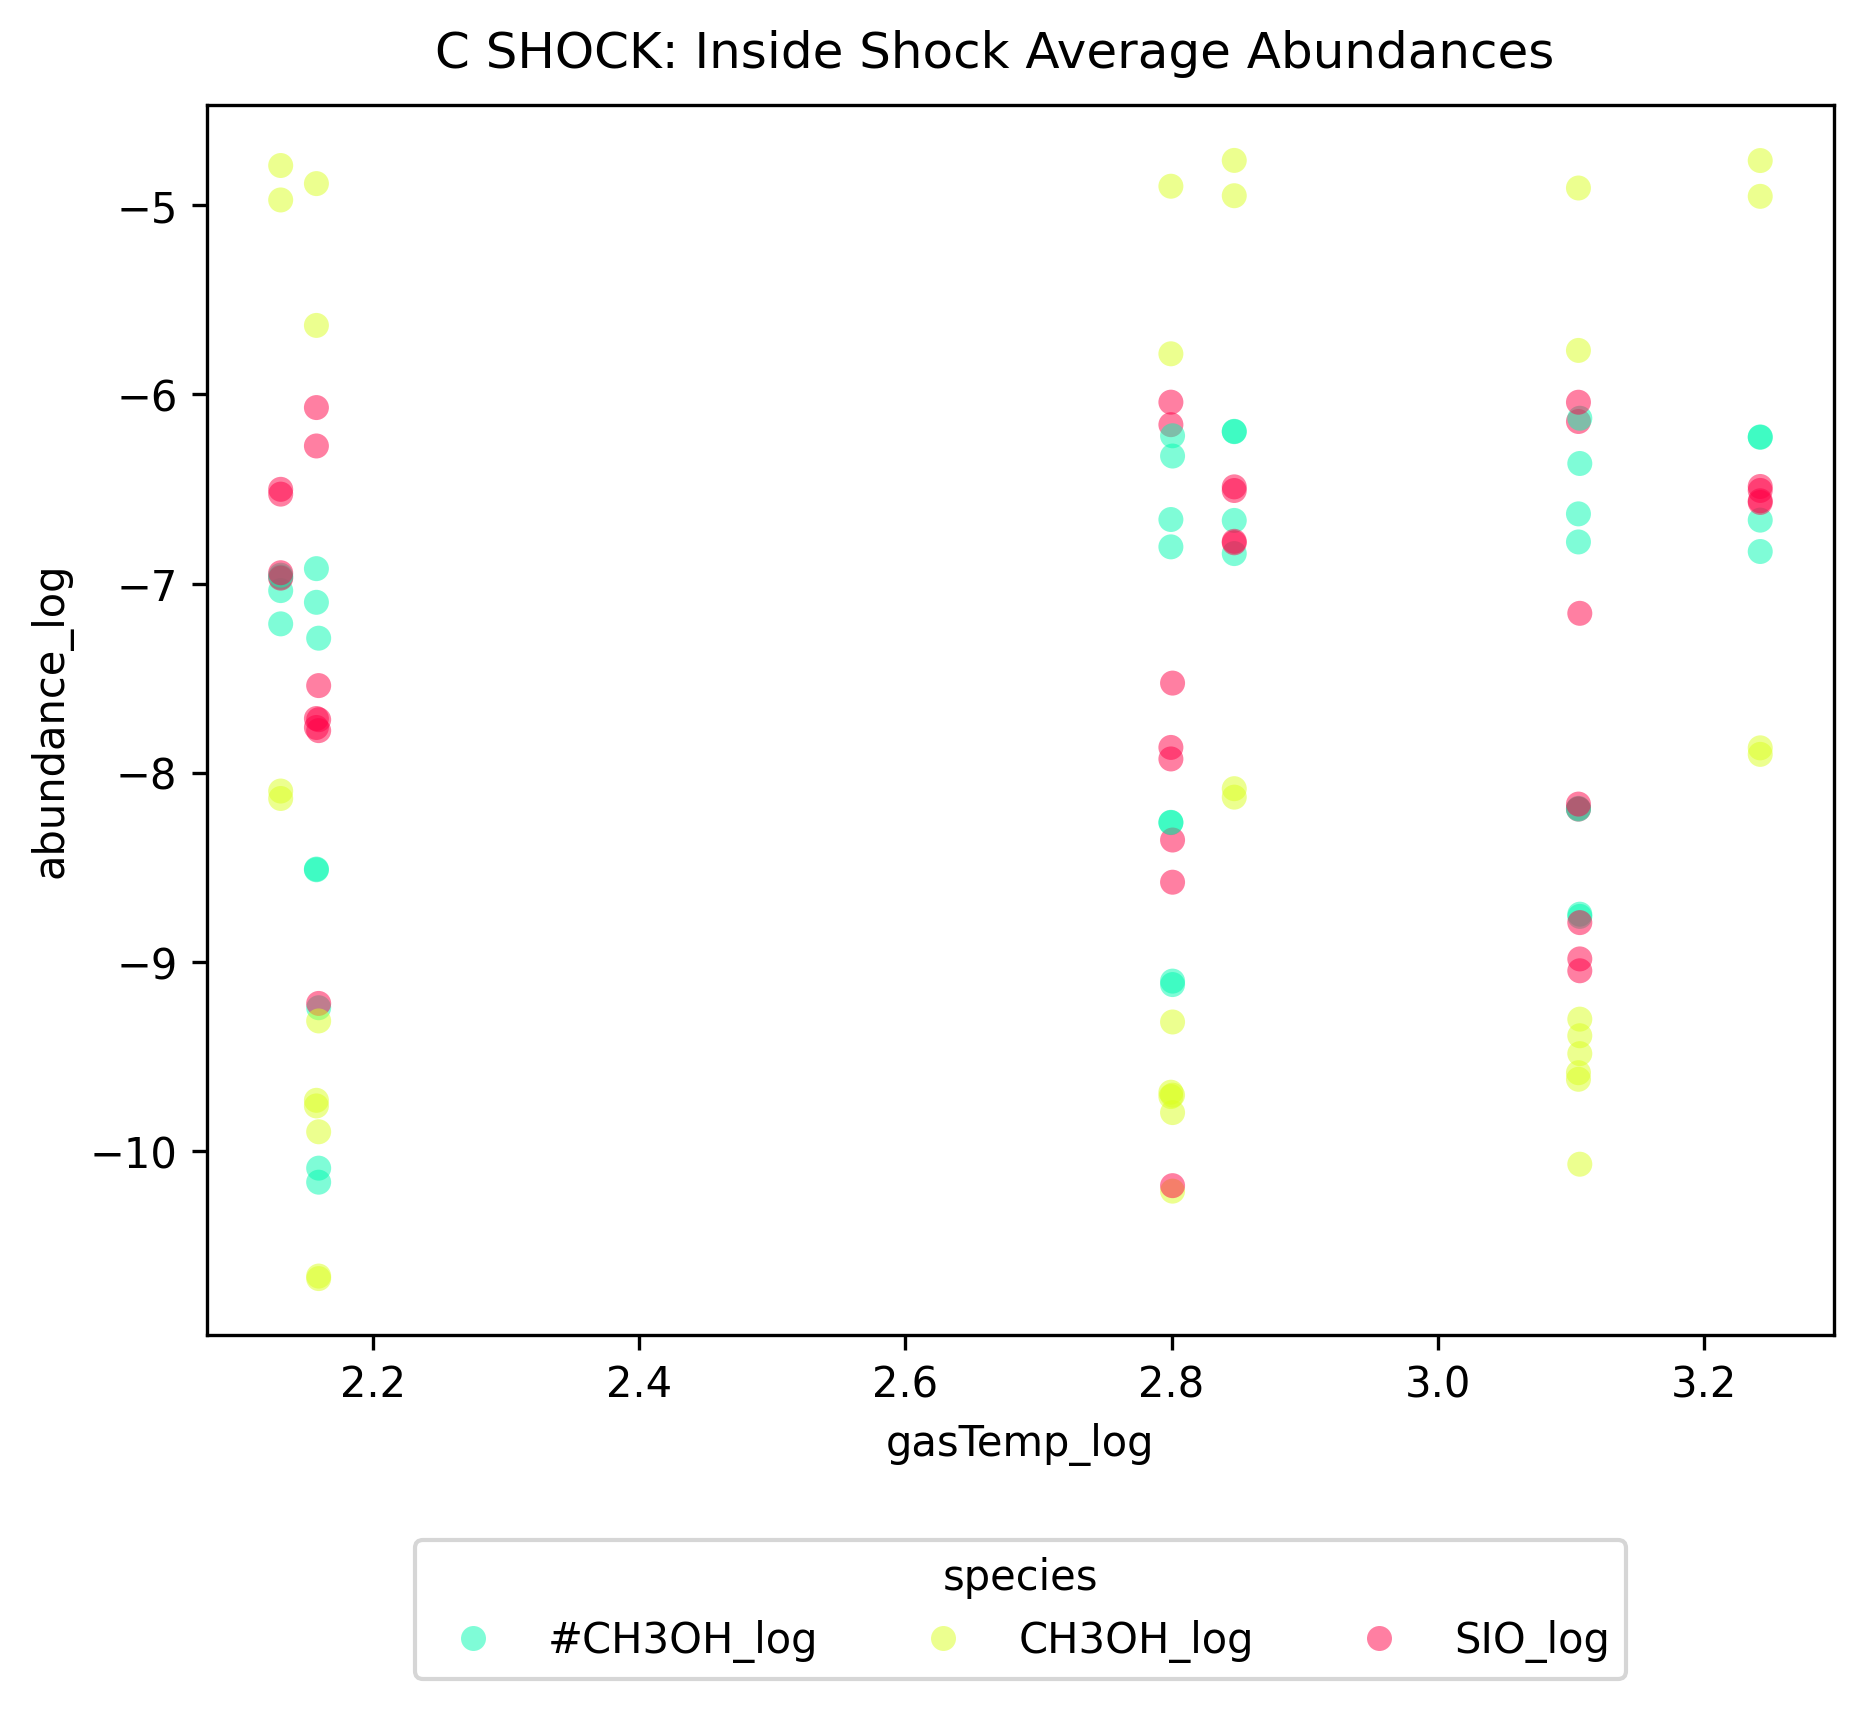 C SHOCK: Inside Shock Average Abundances
−5
−6
−7
−8
−9
−10
abundance_log
2.2 2.4 2.6 2.8 3.0 3.2
gasTemp_log
species
#CH3OH_log CH3OH_log SIO_log